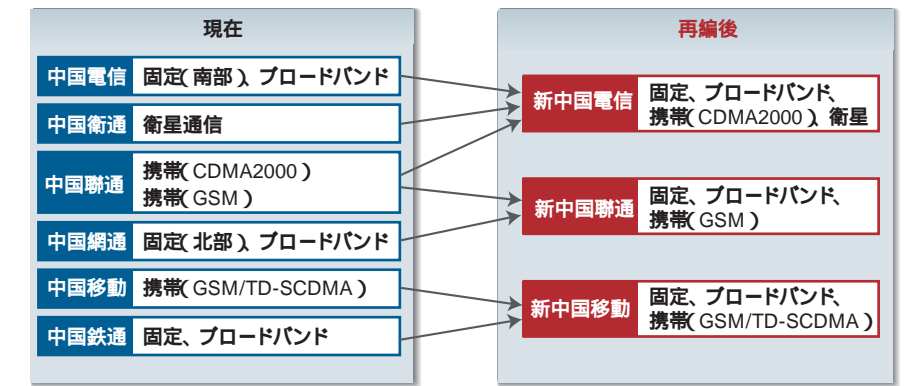 現在
中国電信 固定(南部)、ブロードバンド
中国衛通 衛星通信
中国聯通 携帯(CDMA2000)
携帯(GSM)
中国網通 固定(北部)、ブロードバンド
中国移動 携帯(GSM/TD-SCDMA)
中国鉄通 固定、ブロードバンド
再編後
新中国電信 固定、ブロードバンド、
携帯(CDMA2000)、衛星
新中国聯通 固定、ブロードバンド、
携帯(GSM)
新中国移動 固定、ブロードバンド、
携帯(GSM/TD-SCDMA)